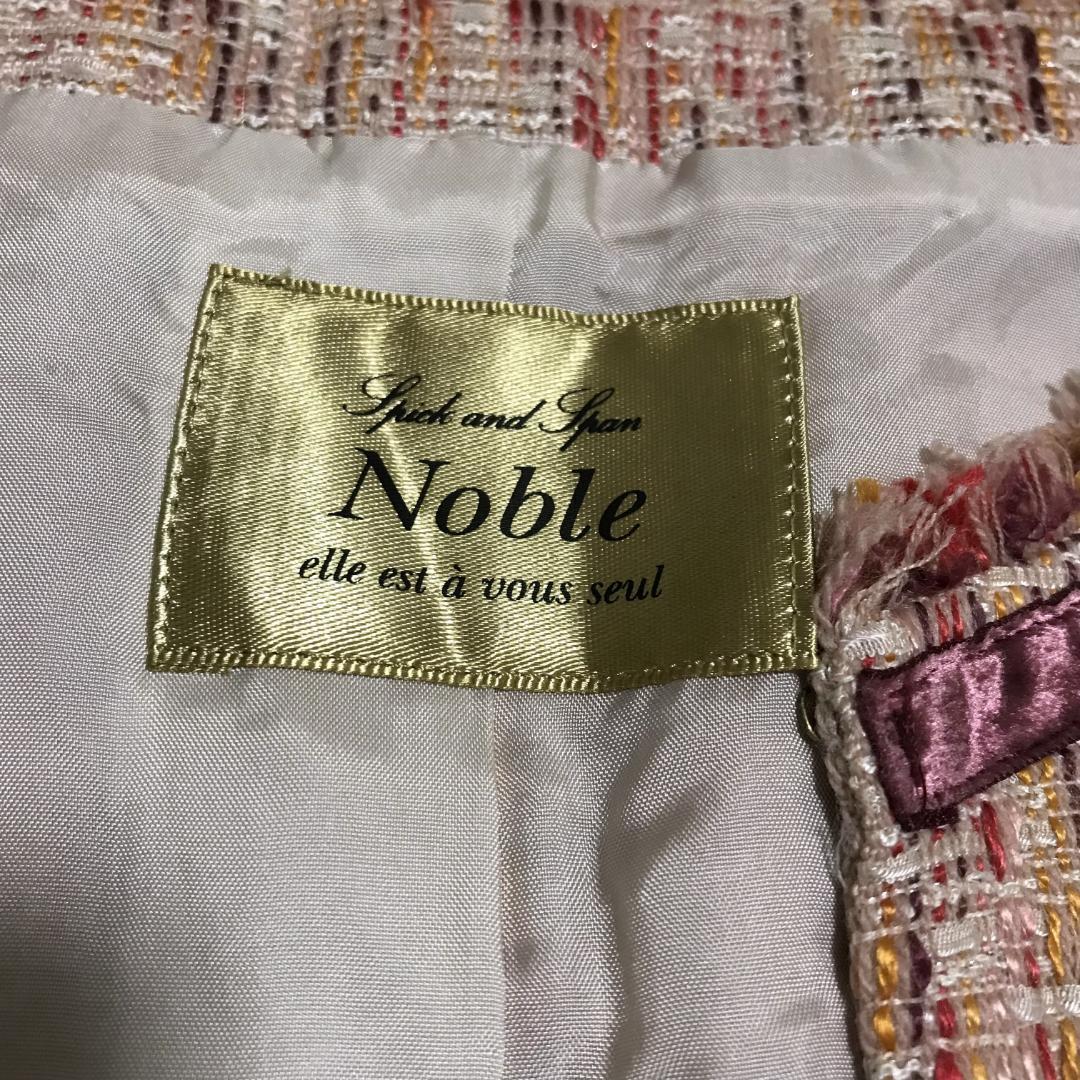 Spick and Span
Noble
elle est à vous seul